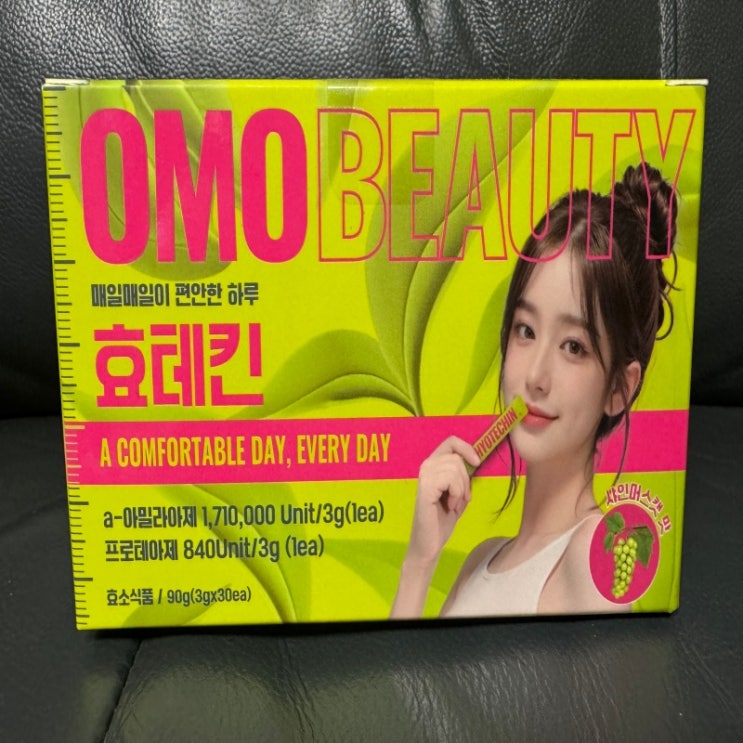 OMO BEAUTY
매일매일이 편안한 하루
효테킨
A COMFORTABLE DAY, EVERY DAY
HYOTECHIN
a-아밀라아제 1,710,000 Unit/3g(1ea)
프로테아제 840Unit/3g (1ea)
샤인머스캣 맛
효소식품 / 90g(3gx30ea)